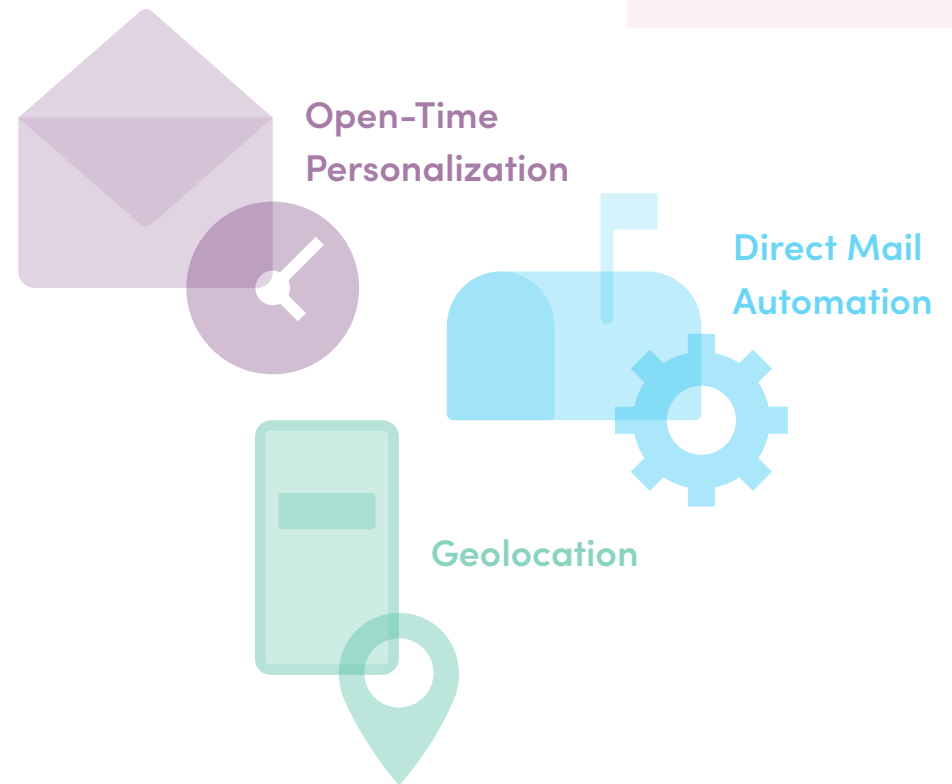 Open-Time
Personalization
Direct Mail
Automation
Geolocation